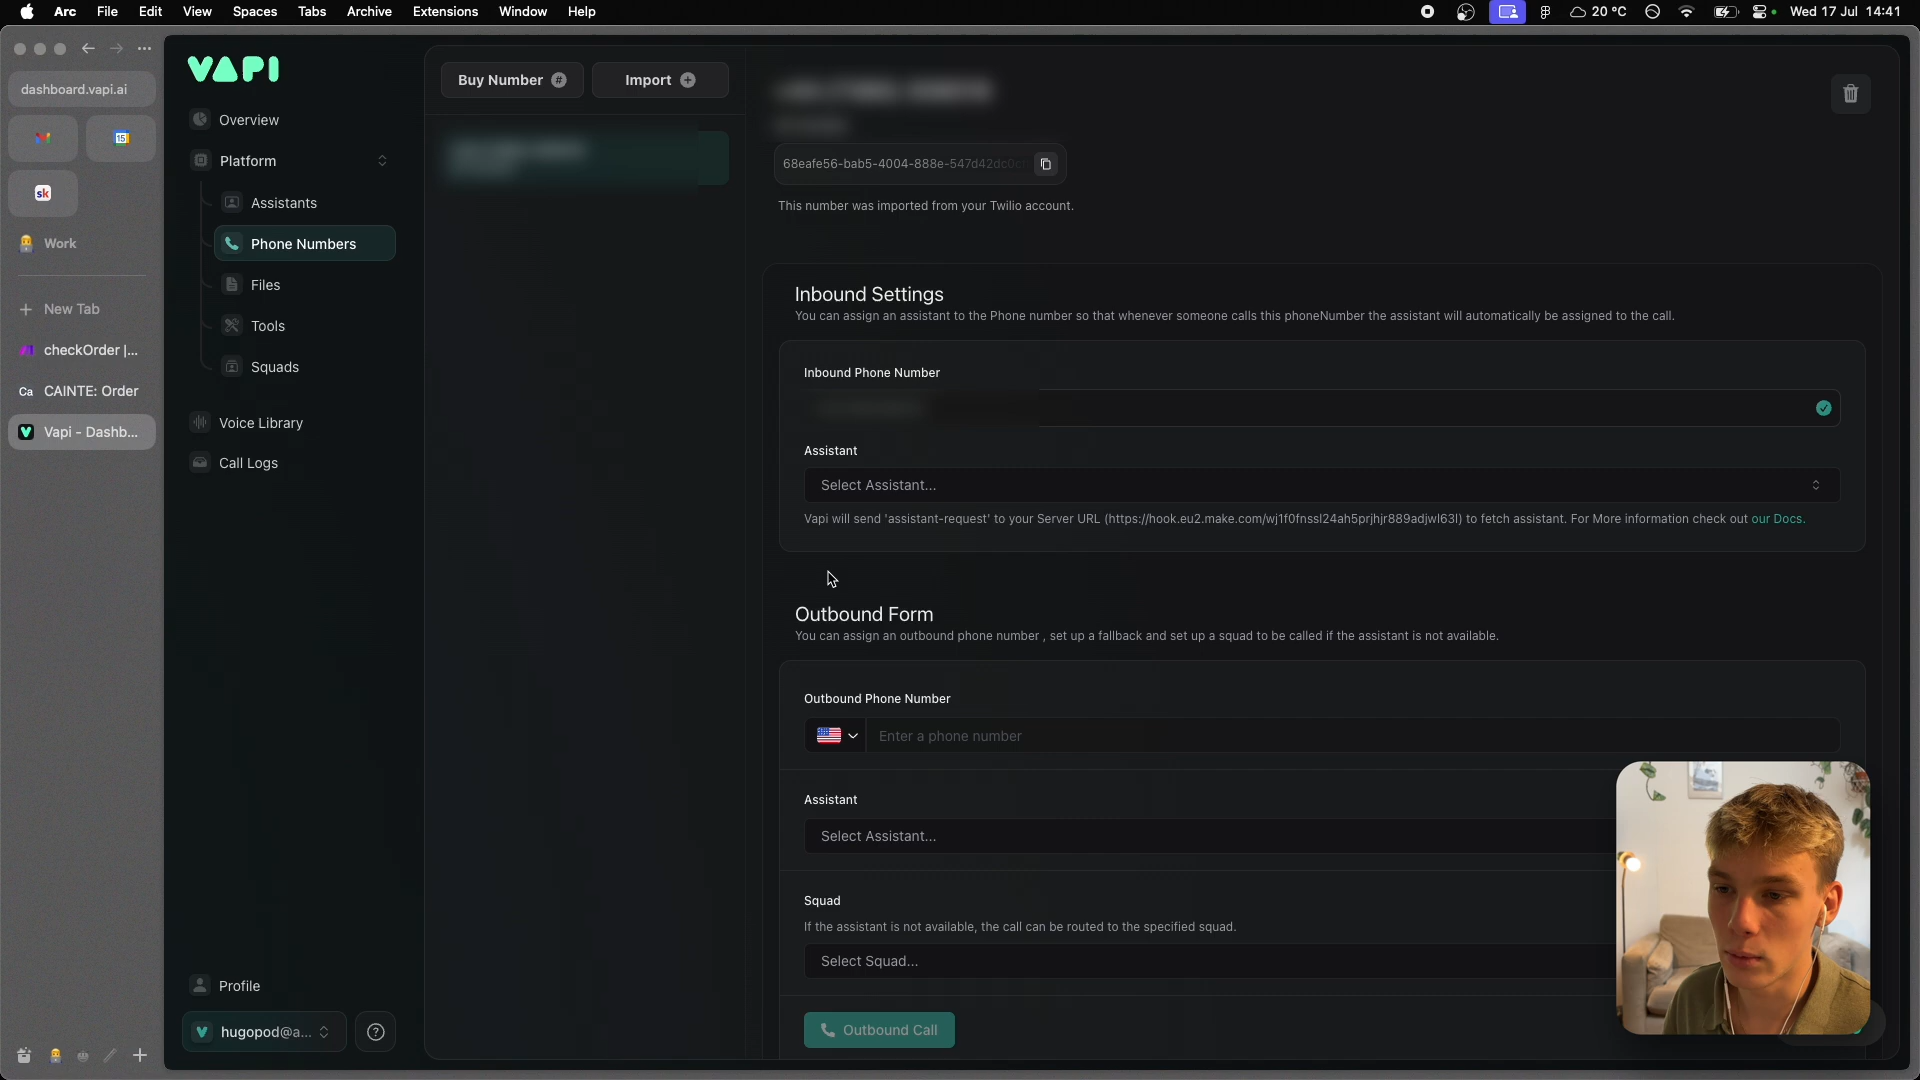 Arc File Edit View Spaces Tabs Archive Extensions Window Help
20 °C Wed 17 Jul 14:41
dashboard.vapi.ai
15
sk
Work
New Tab
checkOrder |...
Ca CAINTE: Order
Vapi - Dashb...
VAPI
Overview
Platform
Assistants
Phone Numbers
Files
Tools
Squads
Voice Library
Call Logs
Profile
hugopod@a...
Buy Number
Import
68eafe56-bab5-4004-888e-547d42dc0c
This number was imported from your Twilio account.
Inbound Settings
You can assign an assistant to the Phone number so that whenever someone calls this phoneNumber the assistant will automatically be assigned to the call.
Inbound Phone Number
Assistant
Select Assistant...
Vapi will send 'assistant-request' to your Server URL (https://hook.eu2.make.com/wj1f0fnssl24ah5prjhjr889adjwl63l) to fetch assistant. For More information check out our Docs.
Outbound Form
You can assign an outbound phone number , set up a fallback and set up a squad to be called if the assistant is not available.
Outbound Phone Number
Enter a phone number
Assistant
Select Assistant...
Squad
If the assistant is not available, the call can be routed to the specified squad.
Select Squad...
Outbound Call